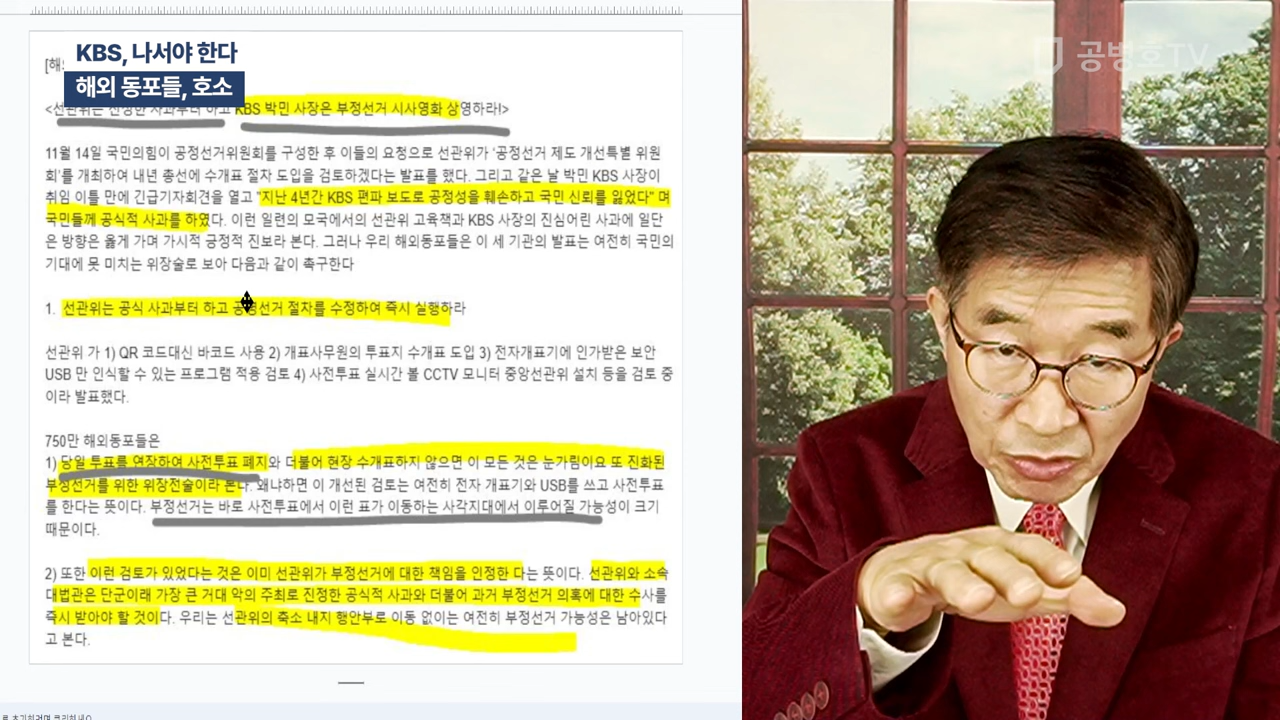 KBS, 나서야 한다
해외 동포들, 호소
공병호TV
[해
<선관위는 진정한 사과부터 하고 KBS 박민 사장은 부정선거 시사영화 상영하라!>
11월 14일 국민의힘이 공정선거위원회를 구성한 후 이들의 요청으로 선관위가 '공정선거 제도 개선특별 위원
회'를 개최하여 내년 총선에 수개표 절차 도입을 검토하겠다는 발표를 했다. 그리고 같은 날 박민 KBS 사장이
취임 이틀 만에 긴급기자회견을 열고 "지난 4년간 KBS 편파 보도로 공정성을 훼손하고 국민 신뢰를 잃었다" 며
국민들께 공식적 사과를 하였다. 이런 일련의 모국에서의 선관위 고육책과 KBS 사장의 진심어린 사과에 일단
은 방향은 옳게 가며 가시적 긍정적 진보라 본다. 그러나 우리 해외동포들은 이 세 기관의 발표는 여전히 국민의
기대에 못 미치는 위장술로 보아 다음과 같이 촉구한다
1. 선관위는 공식 사과부터 하고 공명선거 절차를 수정하여 즉시 실행하라
선관위 가 1) QR 코드대신 바코드 사용 2) 개표사무원의 투표지 수개표 도입 3) 전자개표기에 인가받은 보안
USB 만 인식할 수 있는 프로그램 적용 검토 4) 사전투표 실시간 볼 CCTV 모니터 중앙선관위 설치 등을 검토 중
이라 발표했다.
750만 해외동포들은
1) 당일 투표를 연장하여 사전투표 폐지와 더불어 현장 수개표하지 않으면 이 모든 것은 눈가림이요 또 진화된
부정선거를 위한 위장전술이라 본다. 왜냐하면 이 개선된 검토는 여전히 전자 개표기와 USB를 쓰고 사전투표
를 한다는 뜻이다. 부정선거는 바로 사전투표에서 이런 표가 이동하는 사각지대에서 이루어질 가능성이 크기
때문이다.
2) 또한 이런 검토가 있었다는 것은 이미 선관위가 부정선거에 대한 책임을 인정한 다는 뜻이다. 선관위와 소속
대법관은 단군이래 가장 큰 거대 악의 주최로 진정한 공식적 사과와 더불어 과거 부정선거 의혹에 대한 수사를
즉시 받아야 할 것이다. 우리는 선관위의 축소 내지 행안부로 이동 없이는 여전히 부정선거 가능성은 남아있다
고 본다.